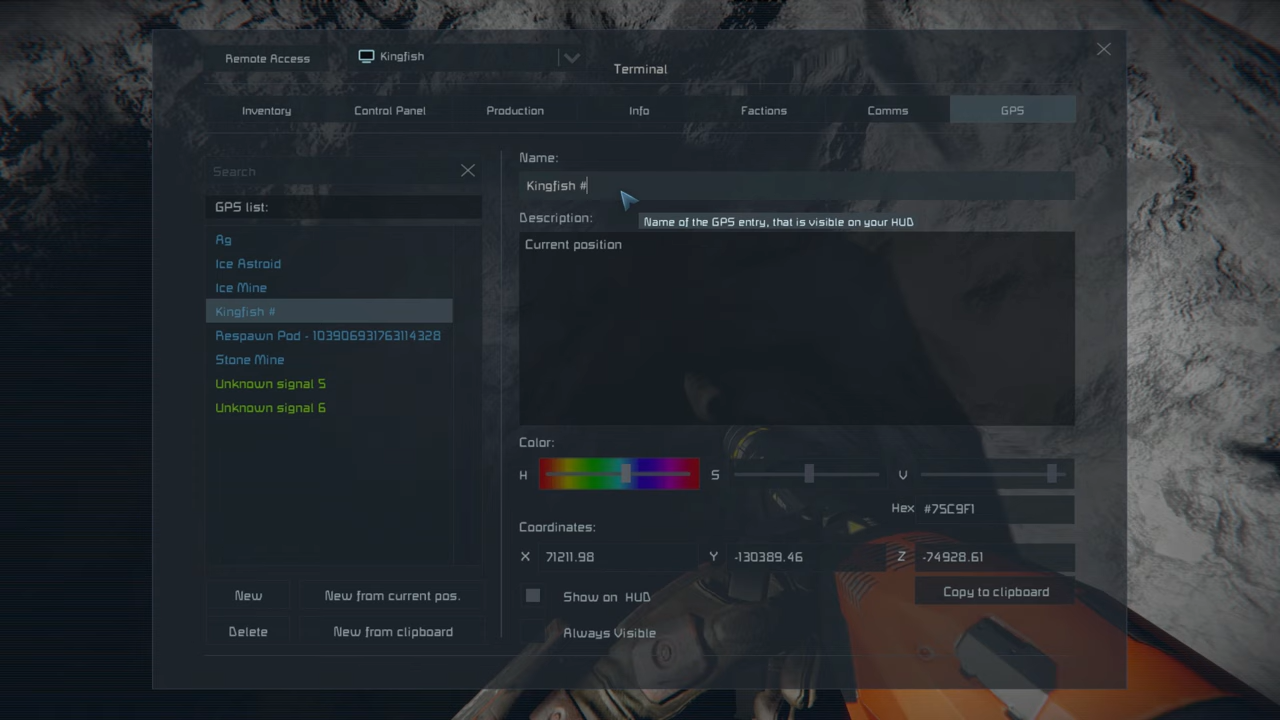 Remote Access
Kingfish
Terminal
Inventory
Control Panel
Production
Info
Factions
Comms
GPS
Search
GPS list:
Ag
Ice Astroid
Ice Mine
Kingfish #
Respawn Pod - 103906931763114328
Stone Mine
Unknown signal 5
Unknown signal 6
New
New from current pos.
Delete
New from clipboard
Name:
Kingfish #
Name of the GPS entry, that is visible on your HUD
Description:
Current position
Color:
H
S
V
Hex #75C9F1
Coordinates:
X 71211.98
Y -130389.46
Z -74928.61
Show on HUD
Copy to clipboard
Always Visible